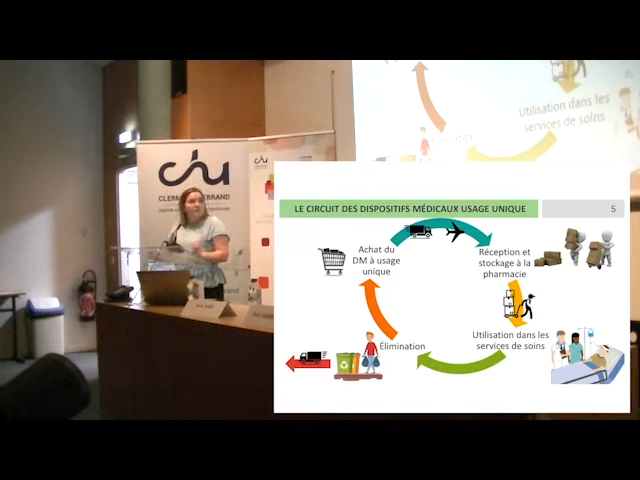 Utilisation dans les
services de soins
chu
CLERMONT-FERRAND
LE CIRCUIT DES DISPOSITIFS MÉDICAUX USAGE UNIQUE
5
Achat du
DM à usage
unique
Réception et
stockage à la
pharmacie
Utilisation dans les
services de soins
Élimination